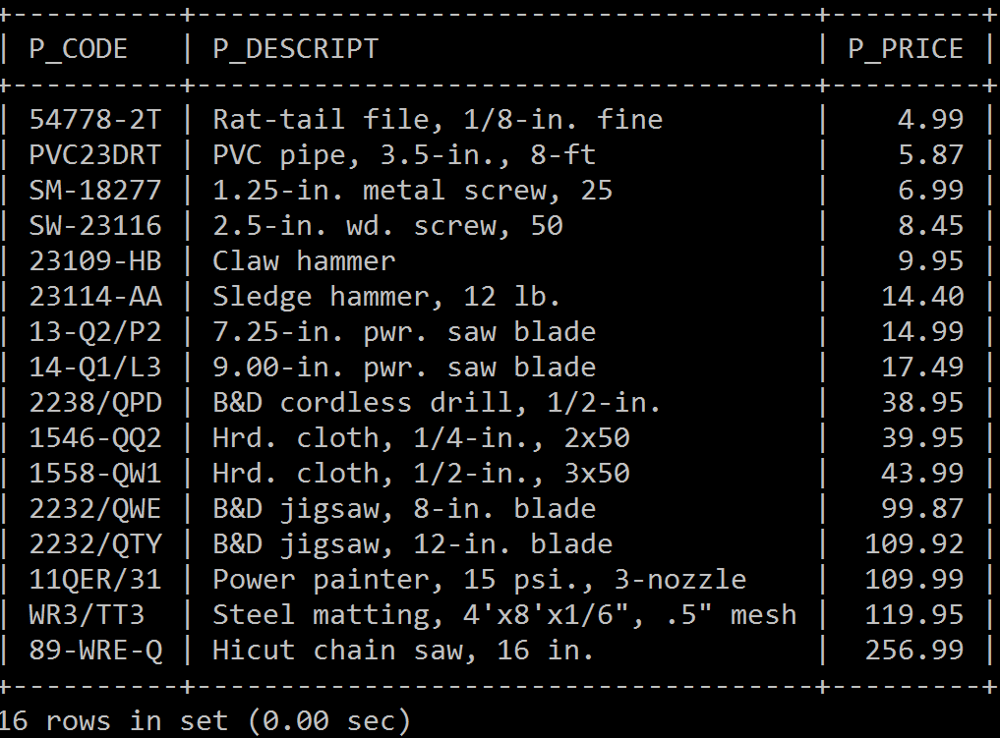 +----------+-------------------------------------+---------+
| P_CODE   | P_DESCRIPT                          | P_PRICE |
+----------+-------------------------------------+---------+
| 54778-2T | Rat-tail file, 1/8-in. fine         |    4.99 |
| PVC23DRT | PVC pipe, 3.5-in., 8-ft             |    5.87 |
| SM-18277 | 1.25-in. metal screw, 25            |    6.99 |
| SW-23116 | 2.5-in. wd. screw, 50               |    8.45 |
| 23109-HB | Claw hammer                         |    9.95 |
| 23114-AA | Sledge hammer, 12 lb.               |   14.40 |
| 13-Q2/P2 | 7.25-in. pwr. saw blade             |   14.99 |
| 14-Q1/L3 | 9.00-in. pwr. saw blade             |   17.49 |
| 2238/QPD | B&D cordless drill, 1/2-in.         |   38.95 |
| 1546-QQ2 | Hrd. cloth, 1/4-in., 2x50           |   39.95 |
| 1558-QW1 | Hrd. cloth, 1/2-in., 3x50           |   43.99 |
| 2232/QWE | B&D jigsaw, 8-in. blade             |   99.87 |
| 2232/QTY | B&D jigsaw, 12-in. blade            |  109.92 |
| 11QER/31 | Power painter, 15 psi., 3-nozzle    |  109.99 |
| WR3/TT3  | Steel matting, 4'x8'x1/6", .5" mesh |  119.95 |
| 89-WRE-Q | Hicut chain saw, 16 in.             |  256.99 |
+----------+-------------------------------------+---------+
16 rows in set (0.00 sec)